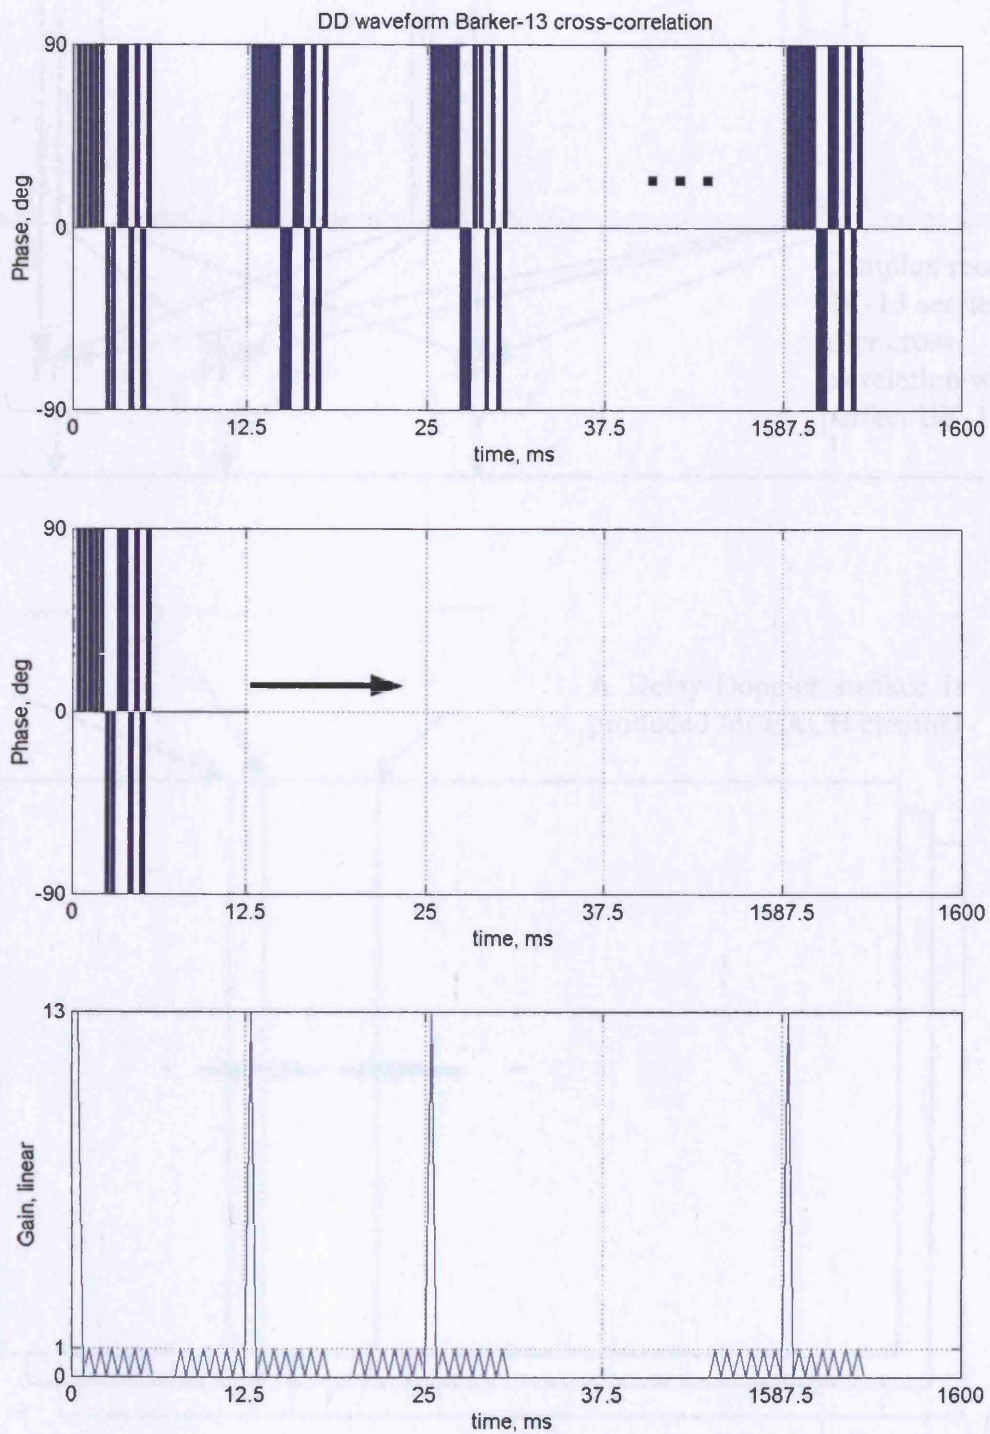 DD waveform Barker-13 cross-correlation
90
0
-90
Phase, deg
0 12.5 25 37.5 1587.5 1600
time, ms
90
0
-90
Phase, deg
0 12.5 25 37.5 1587.5 1600
time, ms
A Delay-Doppler surface is
produced for EACH channel
13
1
0
Gain, linear
0 12.5 25 37.5 1587.5 1600
time, ms